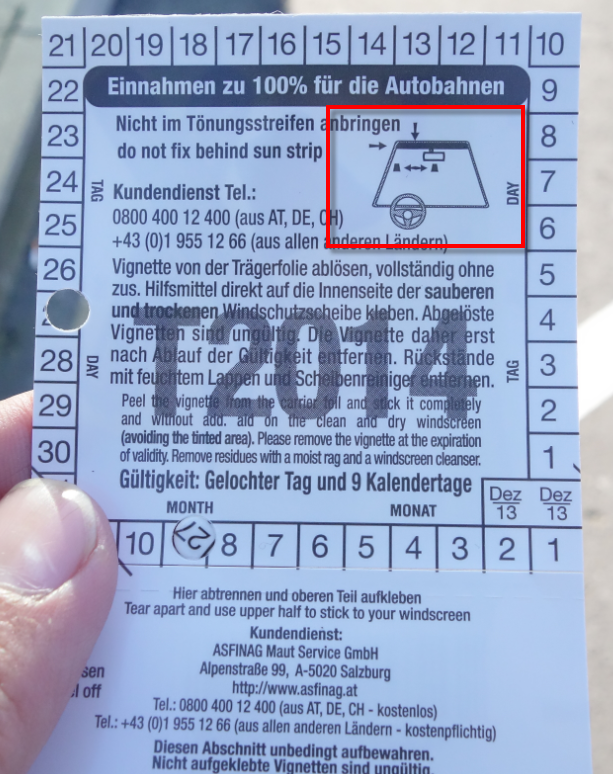 21 20 19 18 17 16 15 14 13 12 11 10
22 Einnahmen zu 100% für die Autobahnen 9
23 Nicht im Tönungsstreifen anbringen 8
do not fix behind sun strip
24 TAG Kundendienst Tel.: DAY 7
25 0800 400 12 400 (aus AT, DE, CH) 6
+43 (0)1 955 12 66 (aus allen anderen Ländern)
26 Vignette von der Trägerfolie ablösen, vollständig ohne 5
zus. Hilfsmittel direkt auf die Innenseite der sauberen
und trockenen Windschutzscheibe kleben. Abgelöste
Vignetten sind ungültig. Die Vignette daher erst 4
28 DAY nach Ablauf der Gültigkeit entfernen. Rückstände TAG 3
mit feuchtem Lappen und Scheibenreiniger entfernen.
T2014
29 Peel the vignette from the carrier foil and stick it completely 2
and without add. aid on the clean and dry windscreen
30 (avoiding the tinted area). Please remove the vignette at the expiration 1
of validity. Remove residues with a moist rag and a windscreen cleanser.
Gültigkeit: Gelochter Tag und 9 Kalendertage
MONTH MONAT Dez 13 Dez 13
10 8 7 6 5 4 3 2 1
Hier abtrennen und oberen Teil aufkleben
Tear apart and use upper half to stick to your windscreen
Kundendienst:
ASFINAG Maut Service GmbH
sen Alpenstraße 99, A-5020 Salzburg
l off http://www.asfinag.at
Tel.: 0800 400 12 400 (aus AT, DE, CH - kostenlos)
Tel.: +43 (0)1 955 12 66 (aus allen anderen Ländern - kostenpflichtig)
Diesen Abschnitt unbedingt aufbewahren.
Nicht aufgeklebte Vignetten sind ungültig